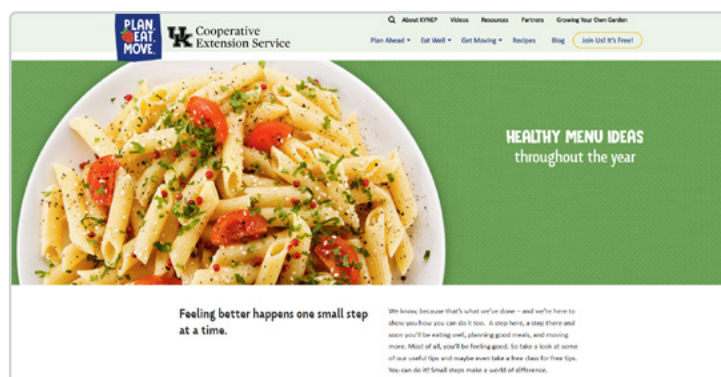 PLAN.
EAT.
MOVE.
UK Cooperative
Extension Service
About KYNEP Videos Resources Partners Growing Your Own Garden
Plan Ahead Eat Well Get Moving Recipes Blog Join Us! It's Free!
HEALTHY MENU IDEAS
throughout the year
Feeling better happens one small step
at a time.
We know, because that's what we've done – and we're here to
show you how you can do it too. A step here, a step there and
soon you'll be eating well, planning good meals, and moving
more. Most of all, you'll be feeling good. So take a look at some
of our useful tips and maybe even take a free class for free tips.
You can do it! Small steps make a world of difference.